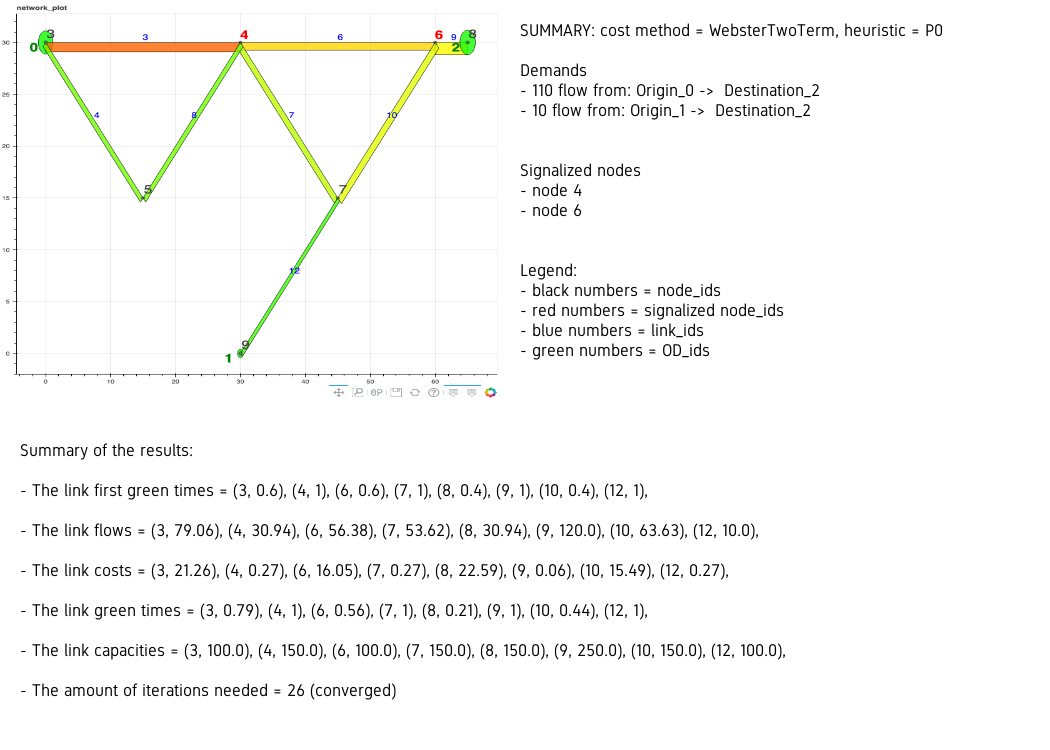 network_plot
SUMMARY: cost method = WebsterTwoTerm, heuristic = P0
Demands
- 110 flow from: Origin_0 -> Destination_2
- 10 flow from: Origin_1 -> Destination_2
Signalized nodes
- node 4
- node 6
Legend:
- black numbers = node_ids
- red numbers = signalized node_ids
- blue numbers = link_ids
- green numbers = OD_ids
3 4 6 8
3 6 9
0 2
30
25
4 8 7 10
20
5 7
15
10
12
5
9
0
1
0 10 20 30 40 50 60
Summary of the results:
- The link first green times = (3, 0.6), (4, 1), (6, 0.6), (7, 1), (8, 0.4), (9, 1), (10, 0.4), (12, 1),
- The link flows = (3, 79.06), (4, 30.94), (6, 56.38), (7, 53.62), (8, 30.94), (9, 120.0), (10, 63.63), (12, 10.0),
- The link costs = (3, 21.26), (4, 0.27), (6, 16.05), (7, 0.27), (8, 22.59), (9, 0.06), (10, 15.49), (12, 0.27),
- The link green times = (3, 0.79), (4, 1), (6, 0.56), (7, 1), (8, 0.21), (9, 1), (10, 0.44), (12, 1),
- The link capacities = (3, 100.0), (4, 150.0), (6, 100.0), (7, 150.0), (8, 150.0), (9, 250.0), (10, 150.0), (12, 100.0),
- The amount of iterations needed = 26 (converged)